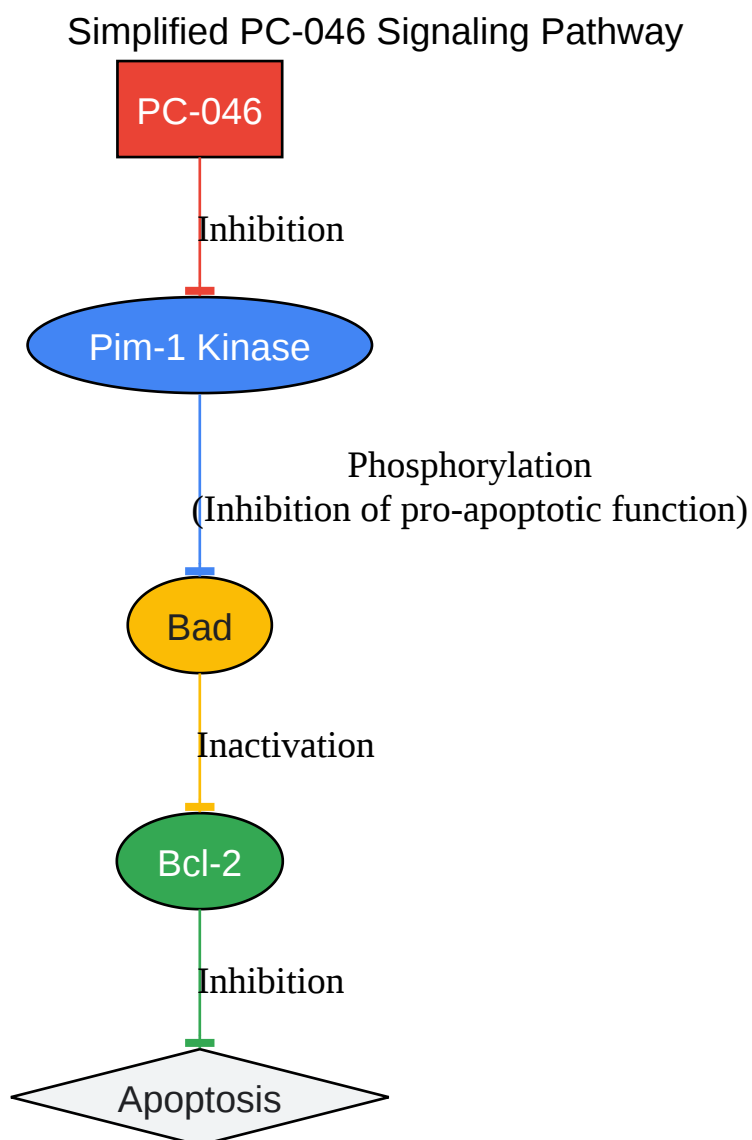 Simplified PC-046 Signaling Pathway
PC-046
Inhibition
Pim-1 Kinase
Phosphorylation
(Inhibition of pro-apoptotic function)
Bad
Inactivation
Bcl-2
Inhibition
Apoptosis